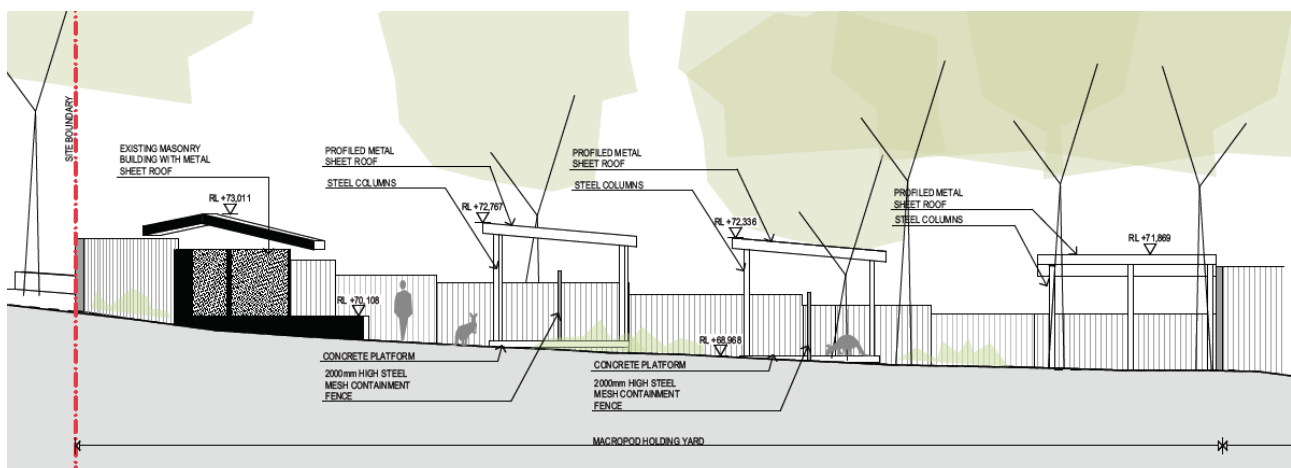 SITE BOUNDARY
EXISTING MASONRY
BUILDING WITH METAL
SHEET ROOF
RL +73,011
RL +70,108
PROFILED METAL
SHEET ROOF
STEEL COLUMNS
RL +72,767
CONCRETE PLATFORM
2000mm HIGH STEEL
MESH CONTAINMENT
FENCE
PROFILED METAL
SHEET ROOF
STEEL COLUMNS
RL +72,336
RL +68,968
CONCRETE PLATFORM
2000mm HIGH STEEL
MESH CONTAINMENT
FENCE
PROFILED METAL
SHEET ROOF
STEEL COLUMNS
RL +71,869
MACROPOD HOLDING YARD